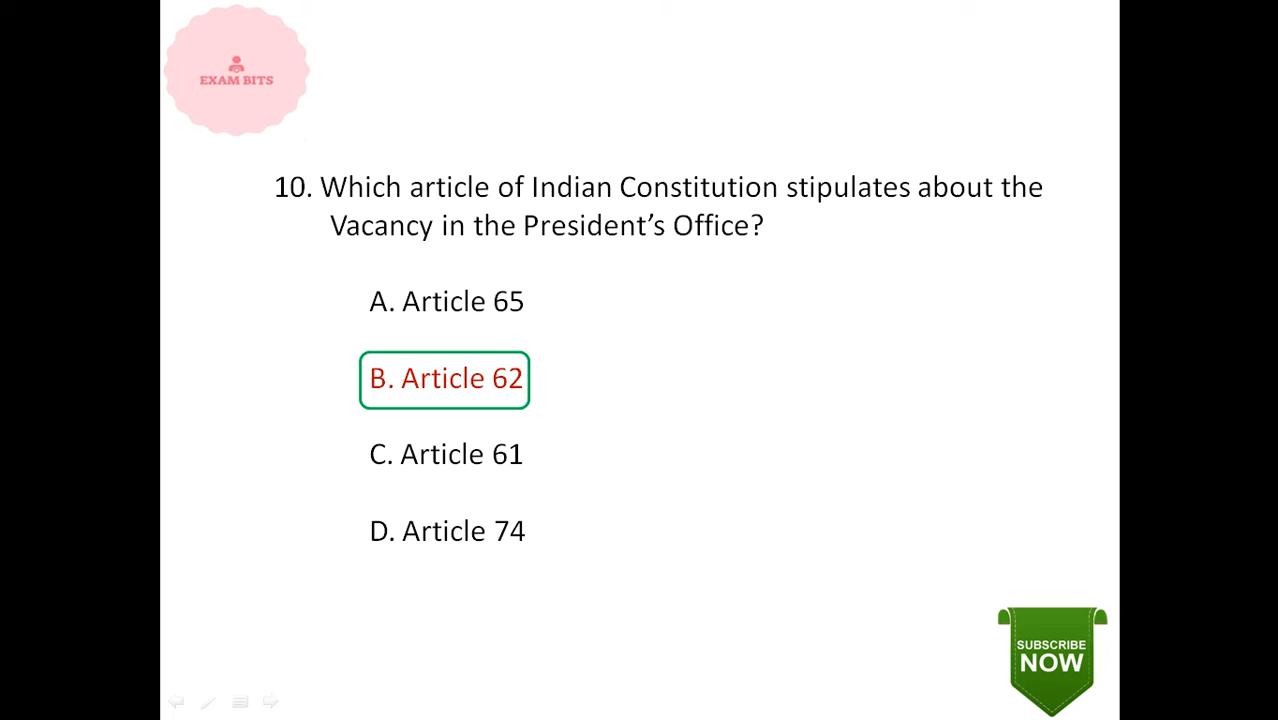 EXAM BITS
10. Which article of Indian Constitution stipulates about the
Vacancy in the President’s Office?
A. Article 65
B. Article 62
C. Article 61
D. Article 74
SUBSCRIBE
NOW